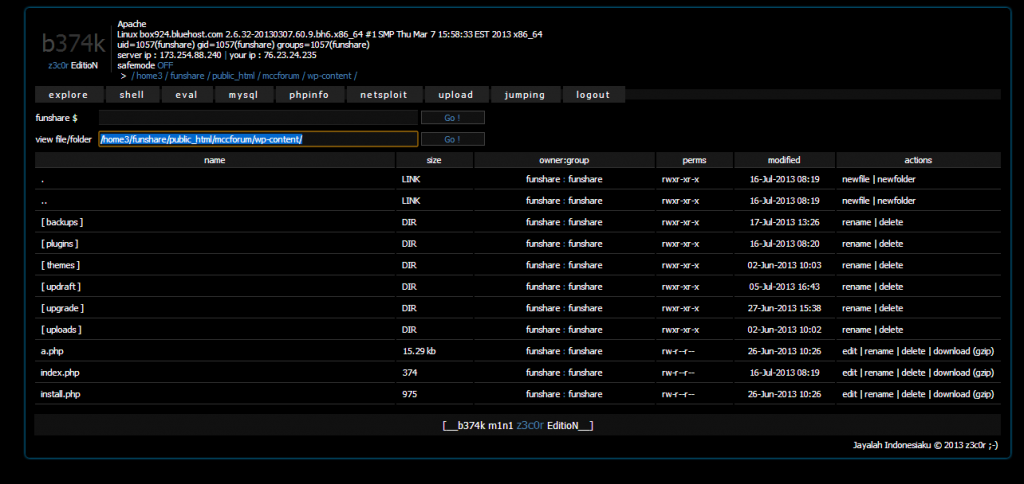 b374k
z3c0r EditioN
Apache
Linux box924.bluehost.com 2.6.32-20130307.60.9.bh6.x86_64 #1 SMP Thu Mar 7 15:58:33 EST 2013 x86_64
uid=1057(funshare) gid=1057(funshare) groups=1057(funshare)
server ip : 173.254.88.240 | your ip : 76.23.24.235
safemode OFF
> / home3 / funshare / public_html / mccforum / wp-content /
explore shell eval mysql phpinfo netsploit upload jumping logout
funshare $ Go !
view file/folder /home3/funshare/public_html/mccforum/wp-content/ Go !
name size owner:group perms modified actions
. LINK funshare : funshare rwxr-xr-x 16-Jul-2013 08:19 newfile | newfolder
.. LINK funshare : funshare rwxr-xr-x 16-Jul-2013 08:19 newfile | newfolder
[ backups ] DIR funshare : funshare rwxr-xr-x 17-Jul-2013 13:26 rename | delete
[ plugins ] DIR funshare : funshare rwxr-xr-x 16-Jul-2013 08:20 rename | delete
[ themes ] DIR funshare : funshare rwxr-xr-x 02-Jun-2013 10:03 rename | delete
[ updraft ] DIR funshare : funshare rwxr-xr-x 05-Jul-2013 16:43 rename | delete
[ upgrade ] DIR funshare : funshare rwxr-xr-x 27-Jun-2013 15:38 rename | delete
[ uploads ] DIR funshare : funshare rwxr-xr-x 02-Jun-2013 10:02 rename | delete
a.php 15.29 kb funshare : funshare rw-r--r-- 26-Jun-2013 10:26 edit | rename | delete | download (gzip)
index.php 374 funshare : funshare rw-r--r-- 16-Jul-2013 08:19 edit | rename | delete | download (gzip)
install.php 975 funshare : funshare rw-r--r-- 26-Jun-2013 10:26 edit | rename | delete | download (gzip)
[__b374k m1n1 z3c0r EditioN__]
Jayalah Indonesiaku © 2013 z3c0r ;-)